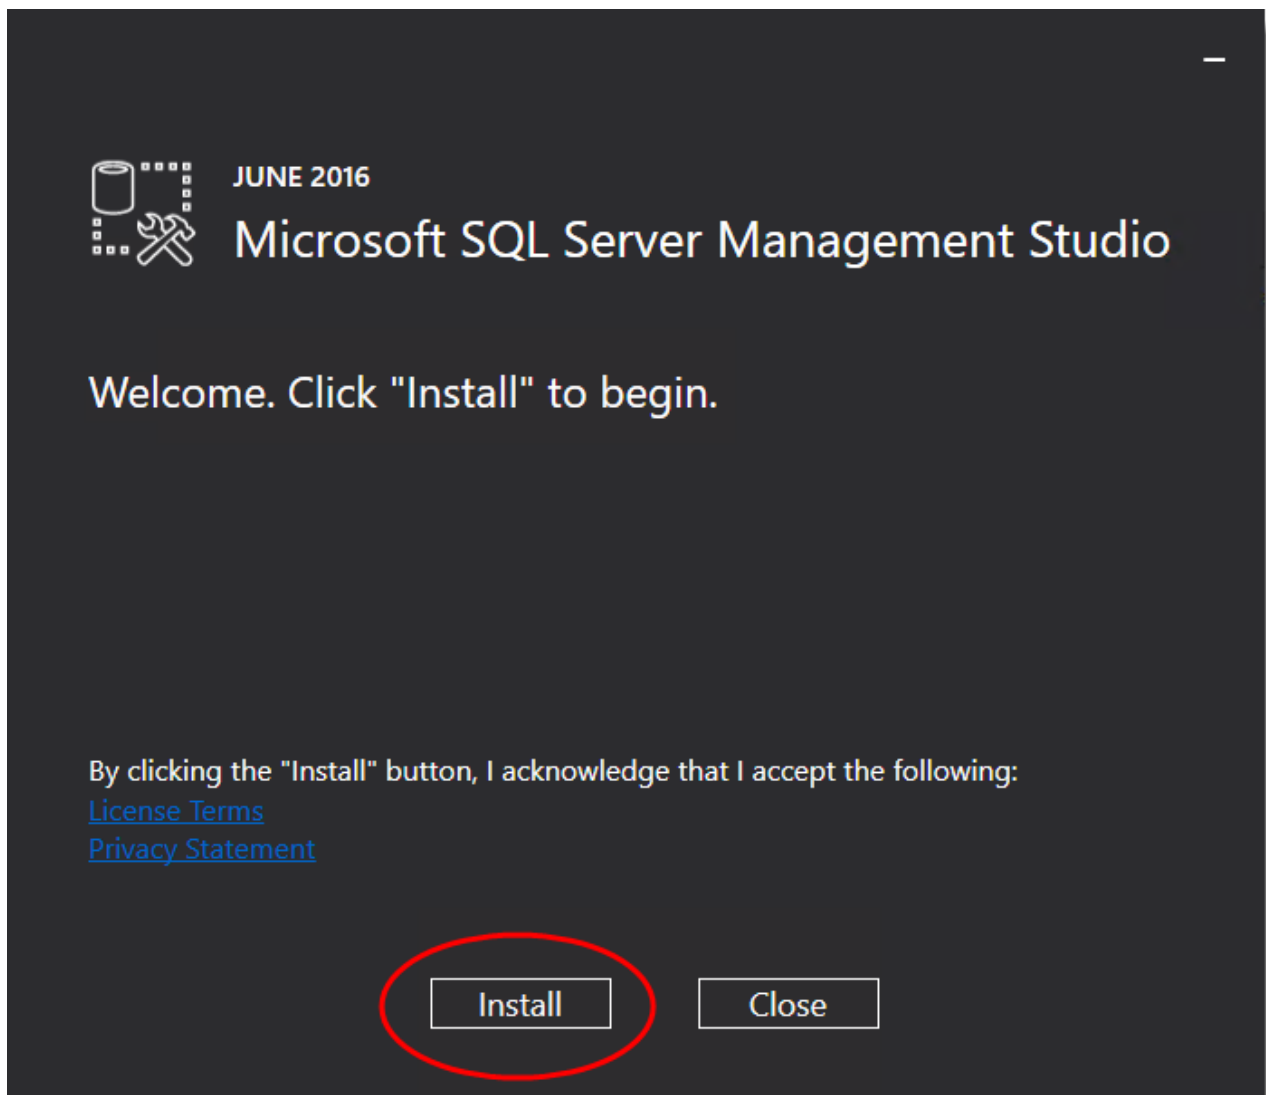 JUNE 2016
Microsoft SQL Server Management Studio
Welcome. Click "Install" to begin.
By clicking the "Install" button, I acknowledge that I accept the following:
License Terms
Privacy Statement
Install
Close